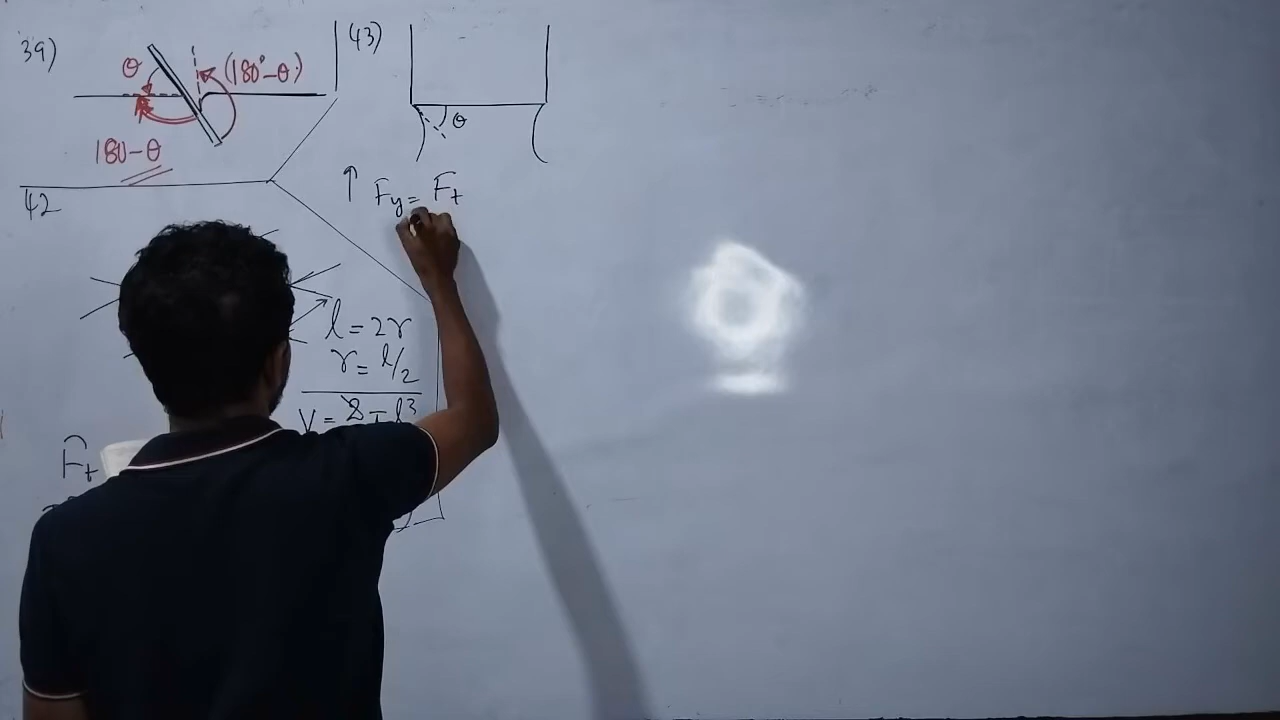 39)
θ
(180°-θ)
180-θ
(43)
θ
↑ Fy = Ft
42
l = 2r
r = l/2
V =
Ft